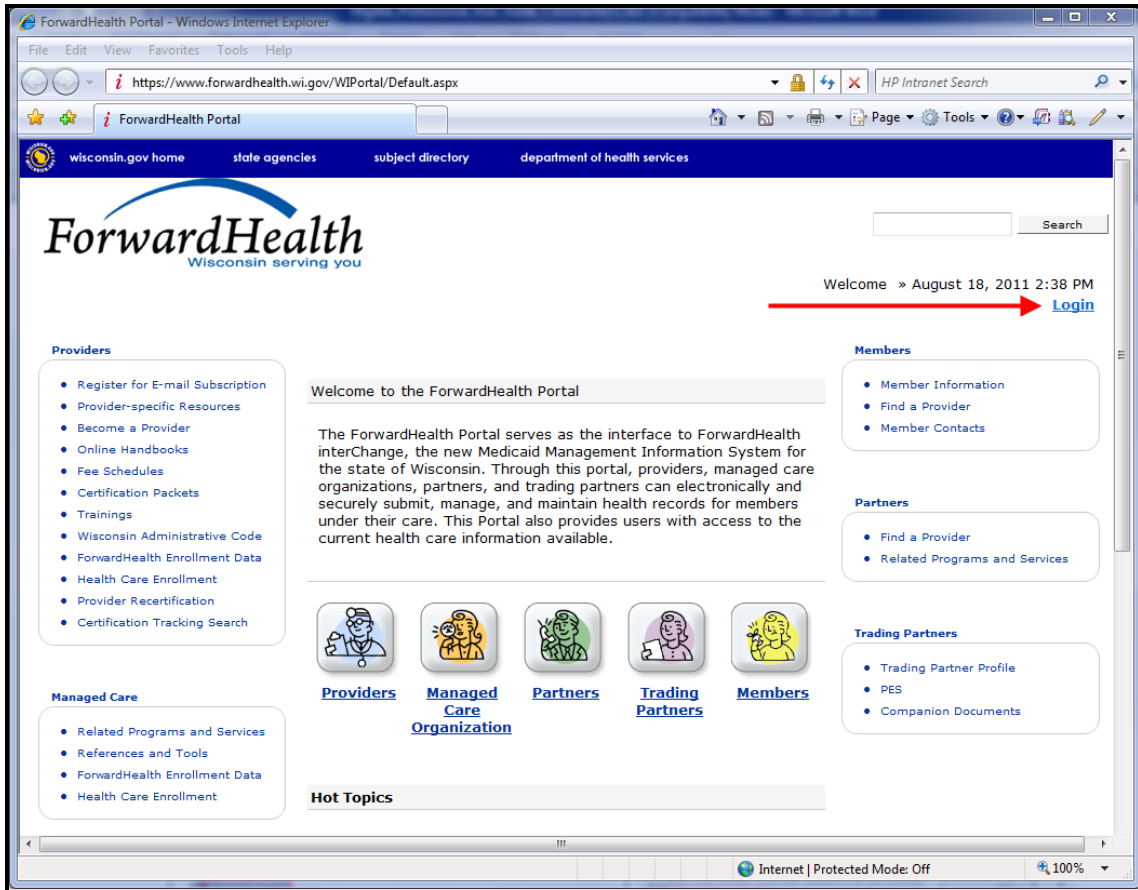 ForwardHealth Portal - Windows Internet Explorer
File Edit View Favorites Tools Help
https://www.forwardhealth.wi.gov/WIPortal/Default.aspx
HP Intranet Search
ForwardHealth Portal
Page Tools
wisconsin.gov home state agencies subject directory department of health services
ForwardHealth
Wisconsin serving you
Search
Welcome » August 18, 2011 2:38 PM
Login
Providers
• Register for E-mail Subscription
• Provider-specific Resources
• Become a Provider
• Online Handbooks
• Fee Schedules
• Certification Packets
• Trainings
• Wisconsin Administrative Code
• ForwardHealth Enrollment Data
• Health Care Enrollment
• Provider Recertification
• Certification Tracking Search
Managed Care
• Related Programs and Services
• References and Tools
• ForwardHealth Enrollment Data
• Health Care Enrollment
Welcome to the ForwardHealth Portal
The ForwardHealth Portal serves as the interface to ForwardHealth
interChange, the new Medicaid Management Information System for
the state of Wisconsin. Through this portal, providers, managed care
organizations, partners, and trading partners can electronically and
securely submit, manage, and maintain health records for members
under their care. This Portal also provides users with access to the
current health care information available.
Providers
Managed
Care
Organization
Partners
Trading
Partners
Members
Hot Topics
Members
• Member Information
• Find a Provider
• Member Contacts
Partners
• Find a Provider
• Related Programs and Services
Trading Partners
• Trading Partner Profile
• PES
• Companion Documents
Internet | Protected Mode: Off
100%